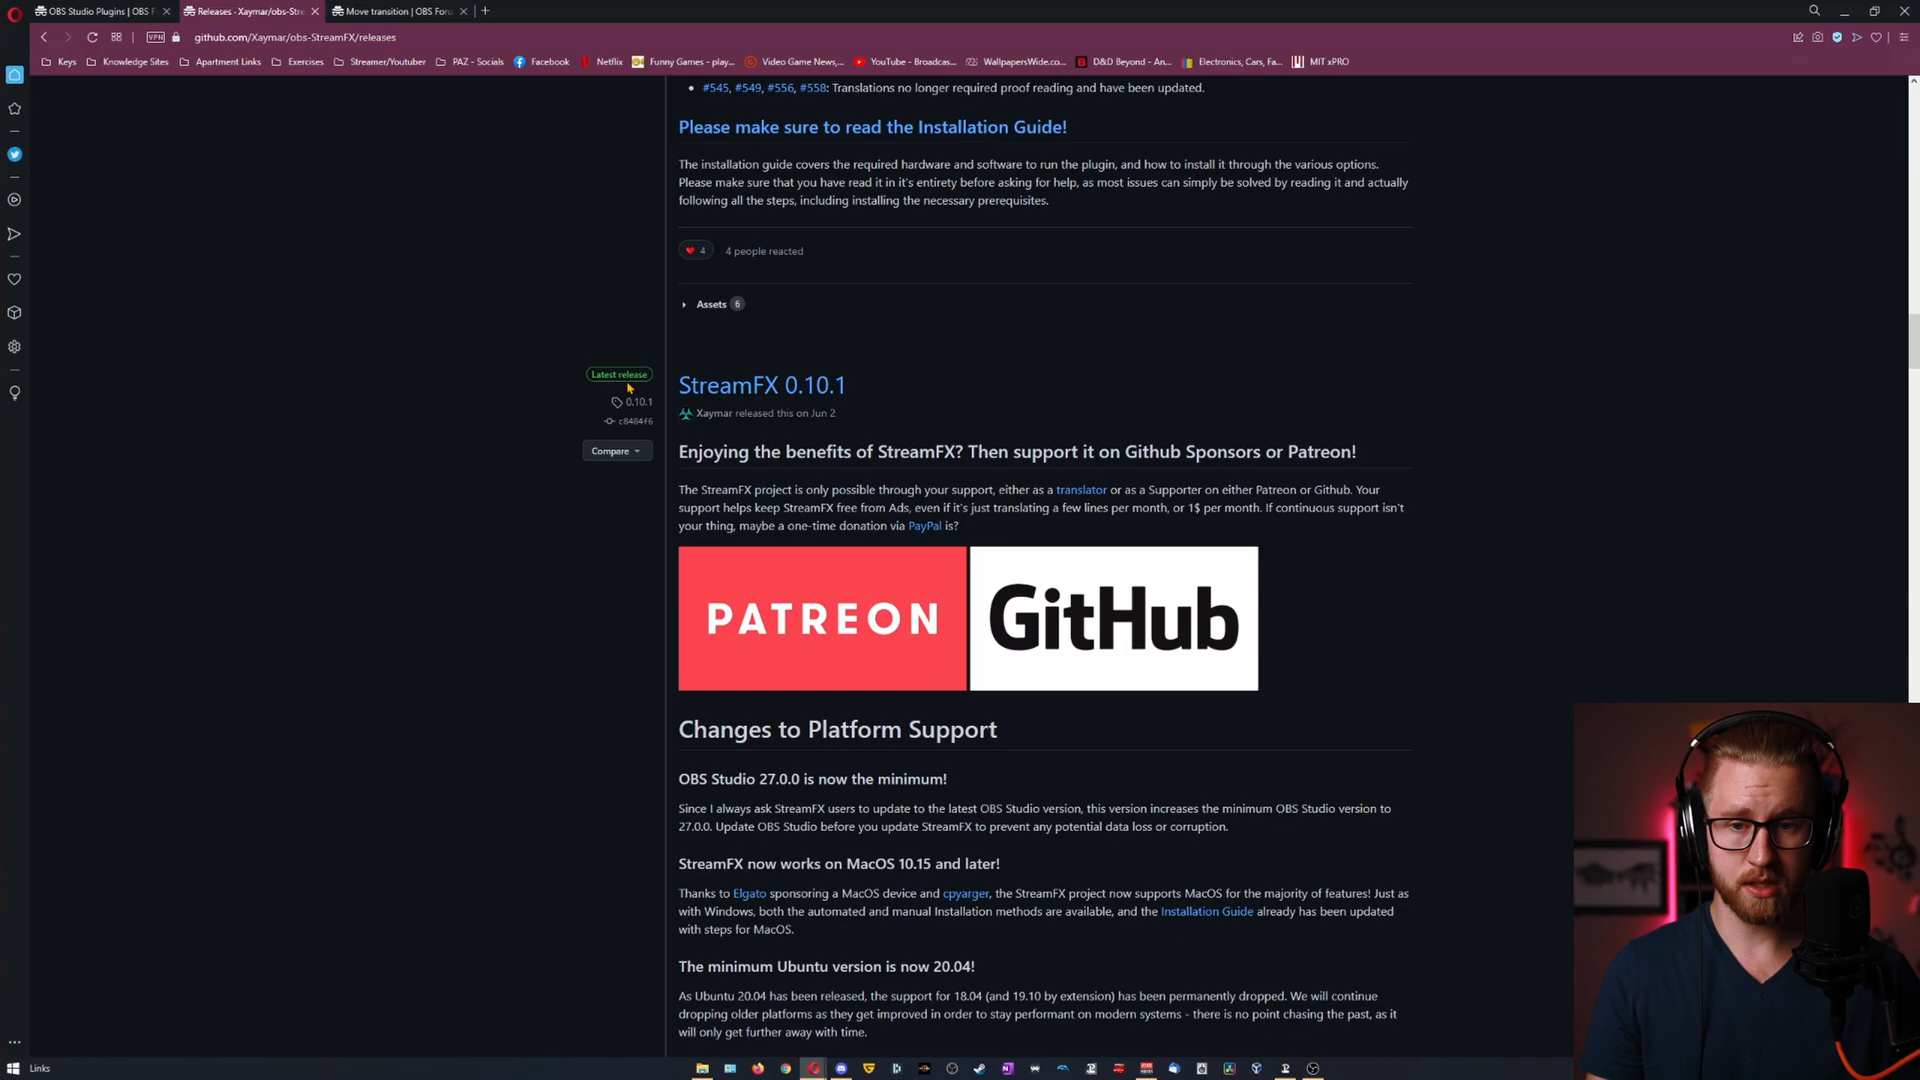 OBS Studio Plugins | OBS F
Releases · Xaymar/obs-Stre
Move transition | OBS Foru
VPN
github.com/Xaymar/obs-StreamFX/releases
Keys
Knowledge Sites
Apartment Links
Exercises
Streamer/Youtuber
PAZ - Socials
Facebook
Netflix
Funny Games - play...
Video Game News,...
YouTube - Broadcas...
WallpapersWide.co...
D&D Beyond - An...
Electronics, Cars, Fa...
MIT xPRO
#545, #549, #556, #558: Translations no longer required proof reading and have been updated.
Please make sure to read the Installation Guide!
The installation guide covers the required hardware and software to run the plugin, and how to install it through the various options.
Please make sure that you have read it in it's entirety before asking for help, as most issues can simply be solved by reading it and actually
following all the steps, including installing the necessary prerequisites.
4
4 people reacted
Assets 6
Latest release
0.10.1
c8484f6
Compare
StreamFX 0.10.1
Xaymar released this on Jun 2
Enjoying the benefits of StreamFX? Then support it on Github Sponsors or Patreon!
The StreamFX project is only possible through your support, either as a translator or as a Supporter on either Patreon or Github. Your
support helps keep StreamFX free from Ads, even if it's just translating a few lines per month, or 1$ per month. If continuous support isn't
your thing, maybe a one-time donation via PayPal is?
PATREON
GitHub
Changes to Platform Support
OBS Studio 27.0.0 is now the minimum!
Since I always ask StreamFX users to update to the latest OBS Studio version, this version increases the minimum OBS Studio version to
27.0.0. Update OBS Studio before you update StreamFX to prevent any potential data loss or corruption.
StreamFX now works on MacOS 10.15 and later!
Thanks to Elgato sponsoring a MacOS device and cpyarger, the StreamFX project now supports MacOS for the majority of features! Just as
with Windows, both the automated and manual Installation methods are available, and the Installation Guide already has been updated
with steps for MacOS.
The minimum Ubuntu version is now 20.04!
As Ubuntu 20.04 has been released, the support for 18.04 (and 19.10 by extension) has been permanently dropped. We will continue
dropping older platforms as they get improved in order to stay performant on modern systems - there is no point chasing the past, as it
will only get further away with time.
Links